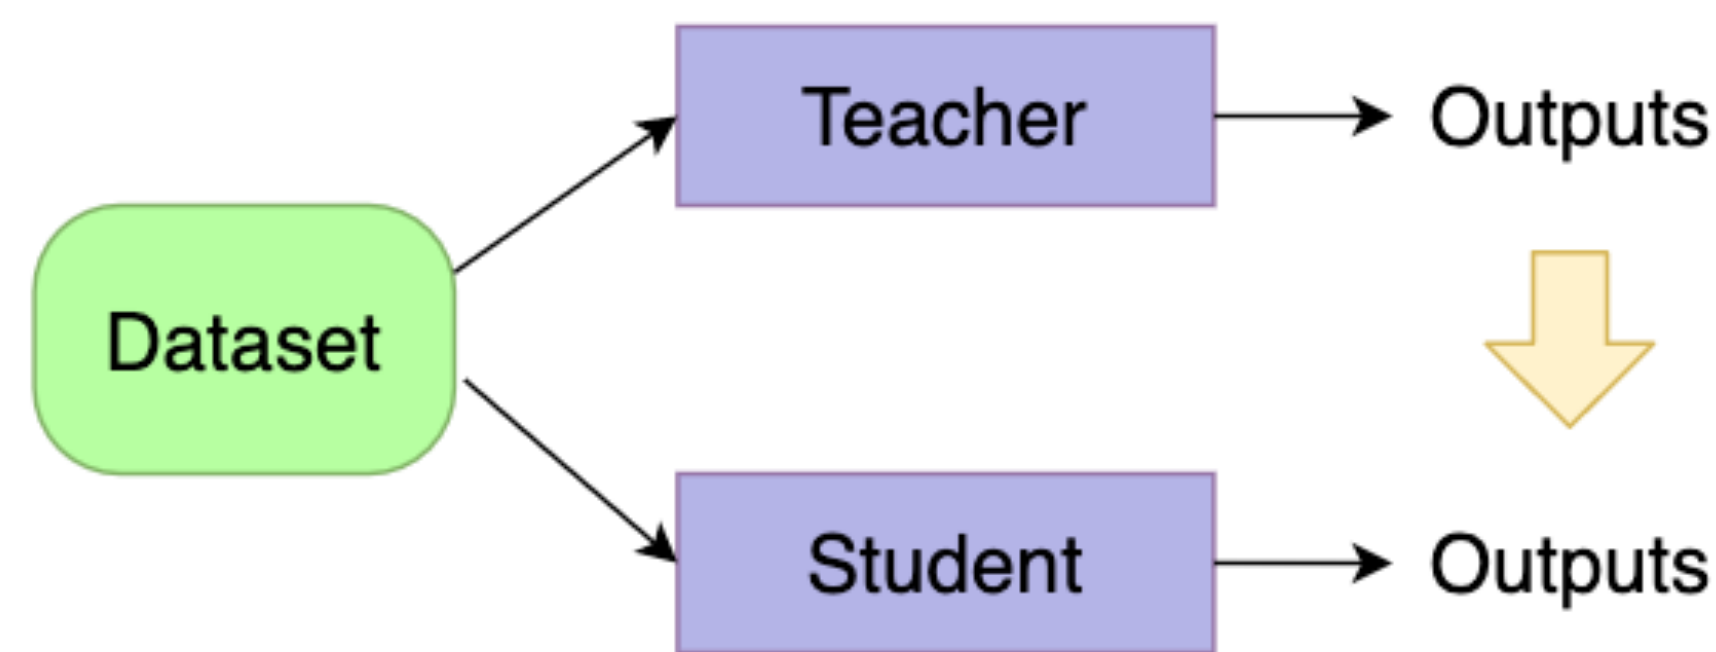 Teacher
Outputs
Dataset
Student
Outputs